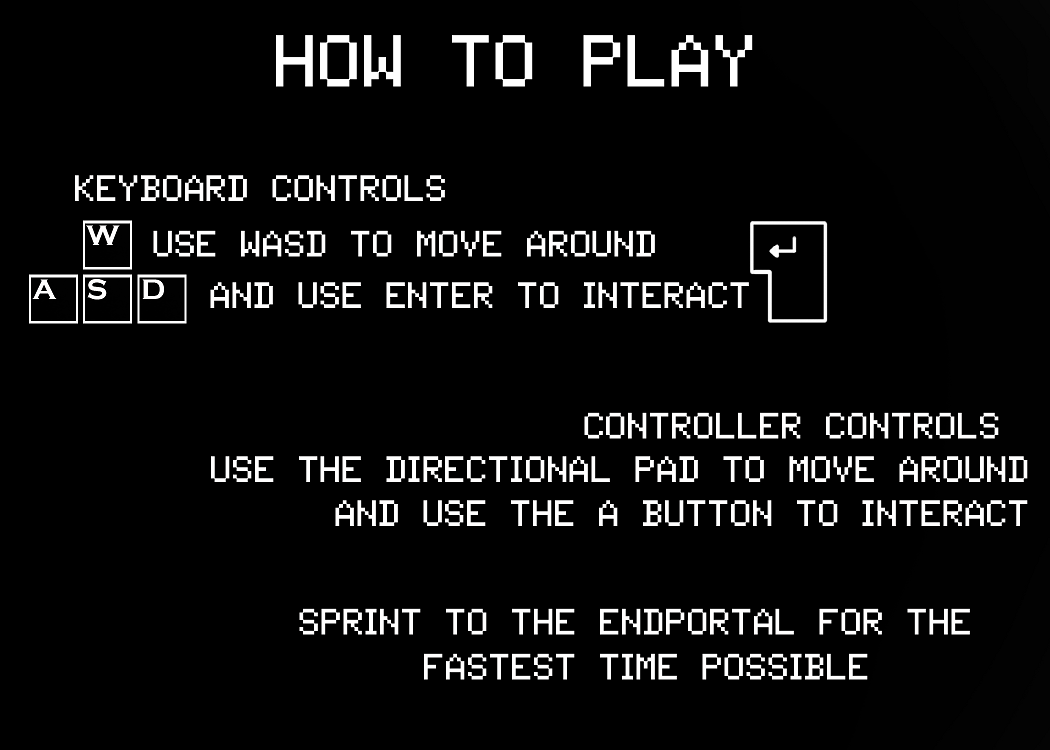 HOW TO PLAY
KEYBOARD CONTROLS
W USE WASD TO MOVE AROUND
A S D AND USE ENTER TO INTERACT
CONTROLLER CONTROLS
USE THE DIRECTIONAL PAD TO MOVE AROUND
AND USE THE A BUTTON TO INTERACT
SPRINT TO THE ENDPORTAL FOR THE
FASTEST TIME POSSIBLE